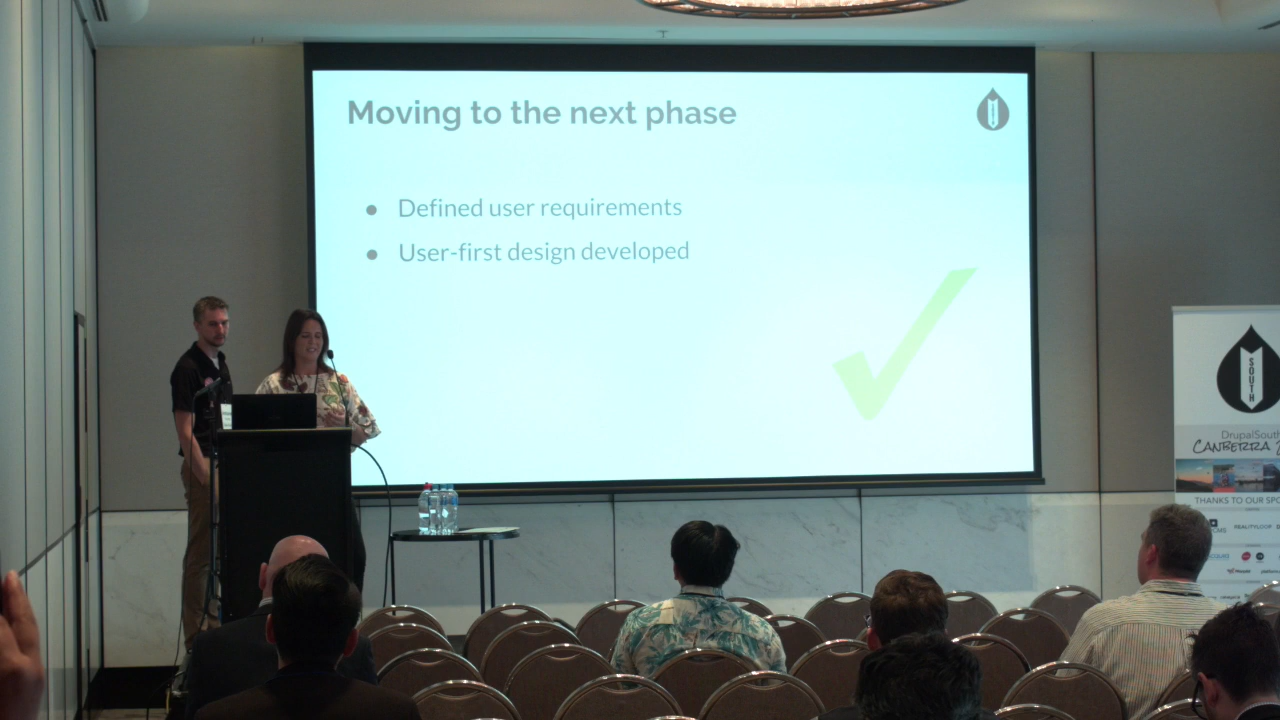 Moving to the next phase
● Defined user requirements
● User-first design developed
SOUTH
DrupalSouth
CANBERRA
THANKS TO OUR SPO
REALITYLOOP